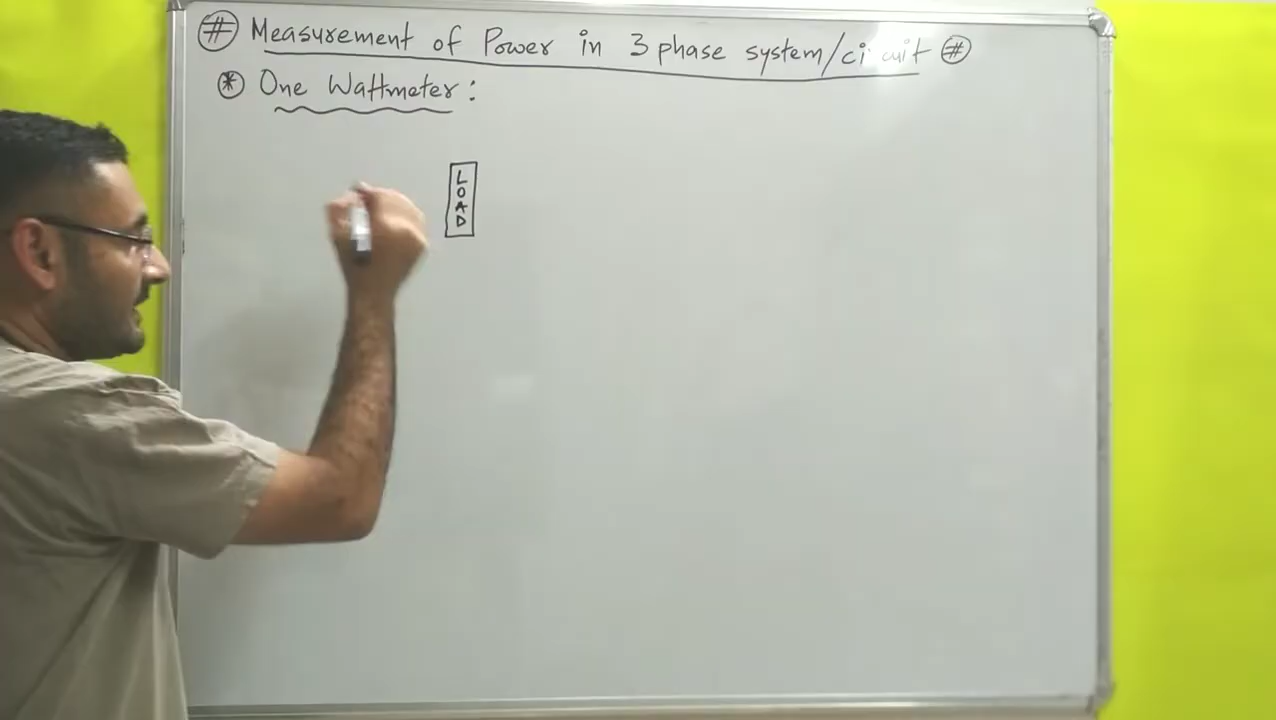 # Measurement of Power in 3 phase system/circuit #
* One Wattmeter:
LOAD